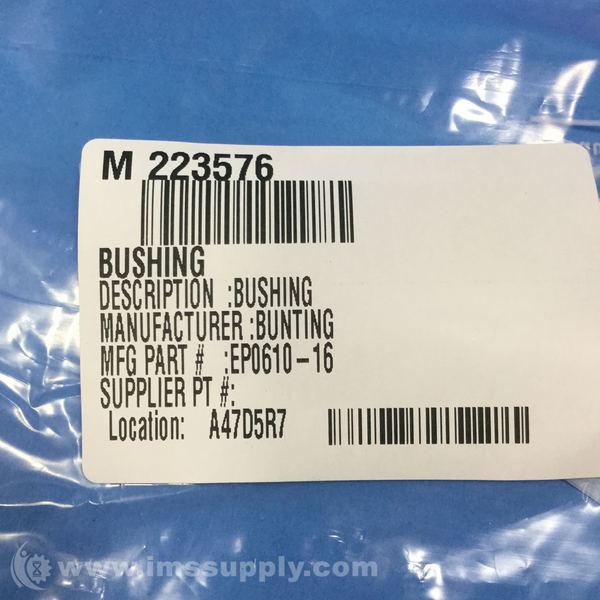 M 223576
BUSHING
DESCRIPTION :BUSHING
MANUFACTURER :BUNTING
MFG PART # :EP0610-16
SUPPLIER PT #:
Location: A47D5R7
www.imssupply.com